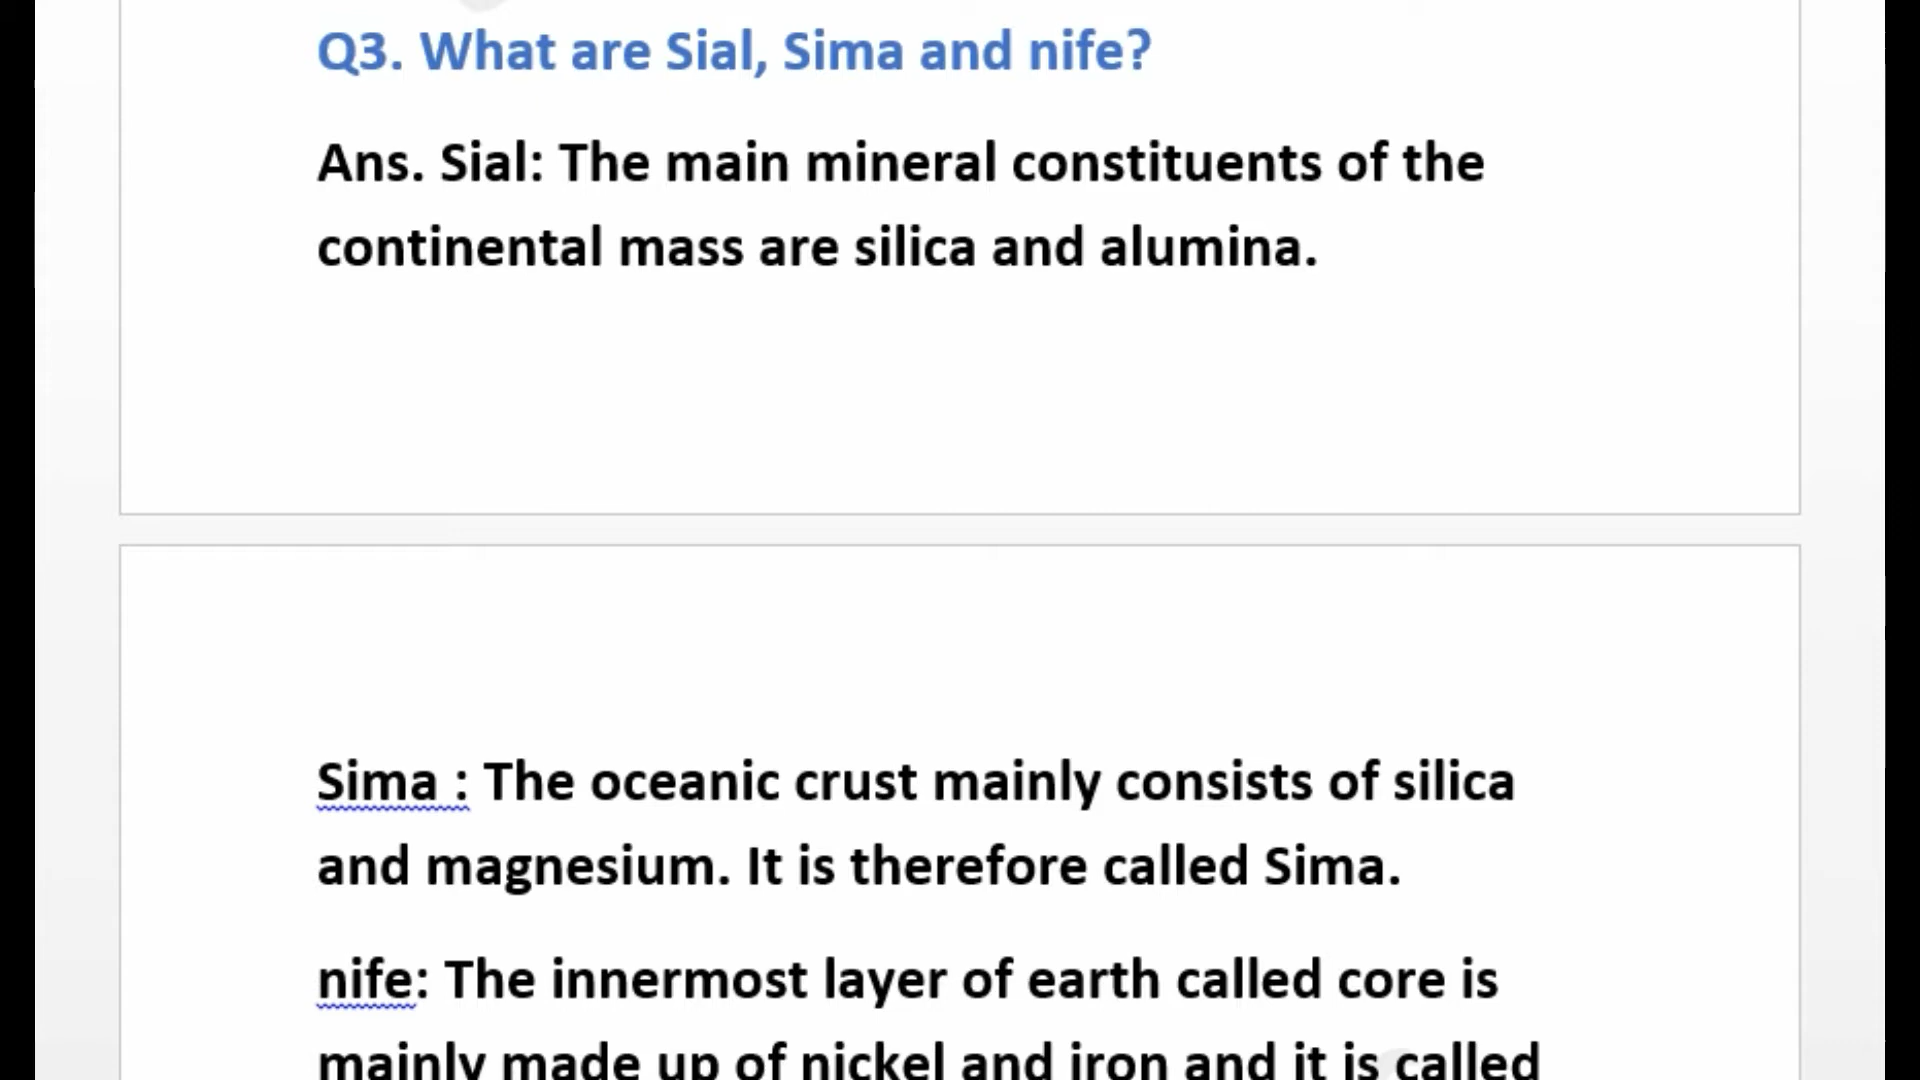 Q3. What are Sial, Sima and nife?
Ans. Sial: The main mineral constituents of the
continental mass are silica and alumina.
Sima : The oceanic crust mainly consists of silica
and magnesium. It is therefore called Sima.
nife: The innermost layer of earth called core is
mainly made up of nickel and iron and it is called